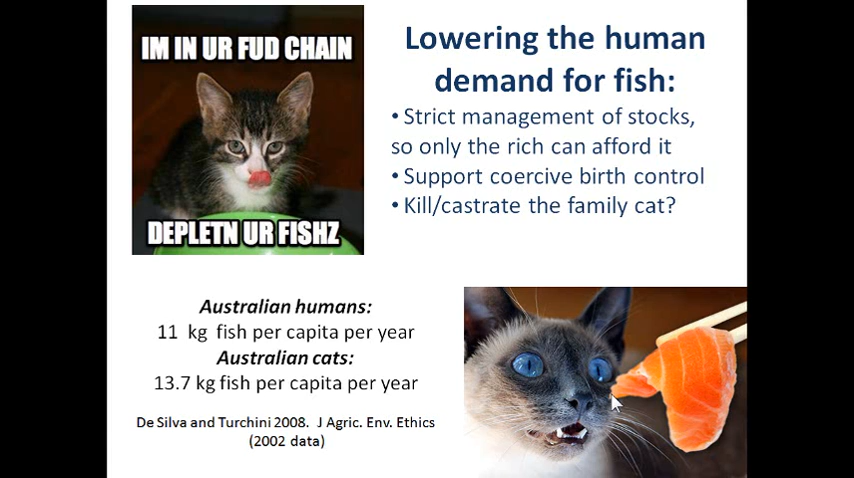 IM IN UR FUD CHAIN
DEPLETN UR FISHZ
Lowering the human
demand for fish:
• Strict management of stocks,
so only the rich can afford it
• Support coercive birth control
• Kill/castrate the family cat?
Australian humans:
11 kg fish per capita per year
Australian cats:
13.7 kg fish per capita per year
De Silva and Turchini 2008. J Agric. Env. Ethics
(2002 data)